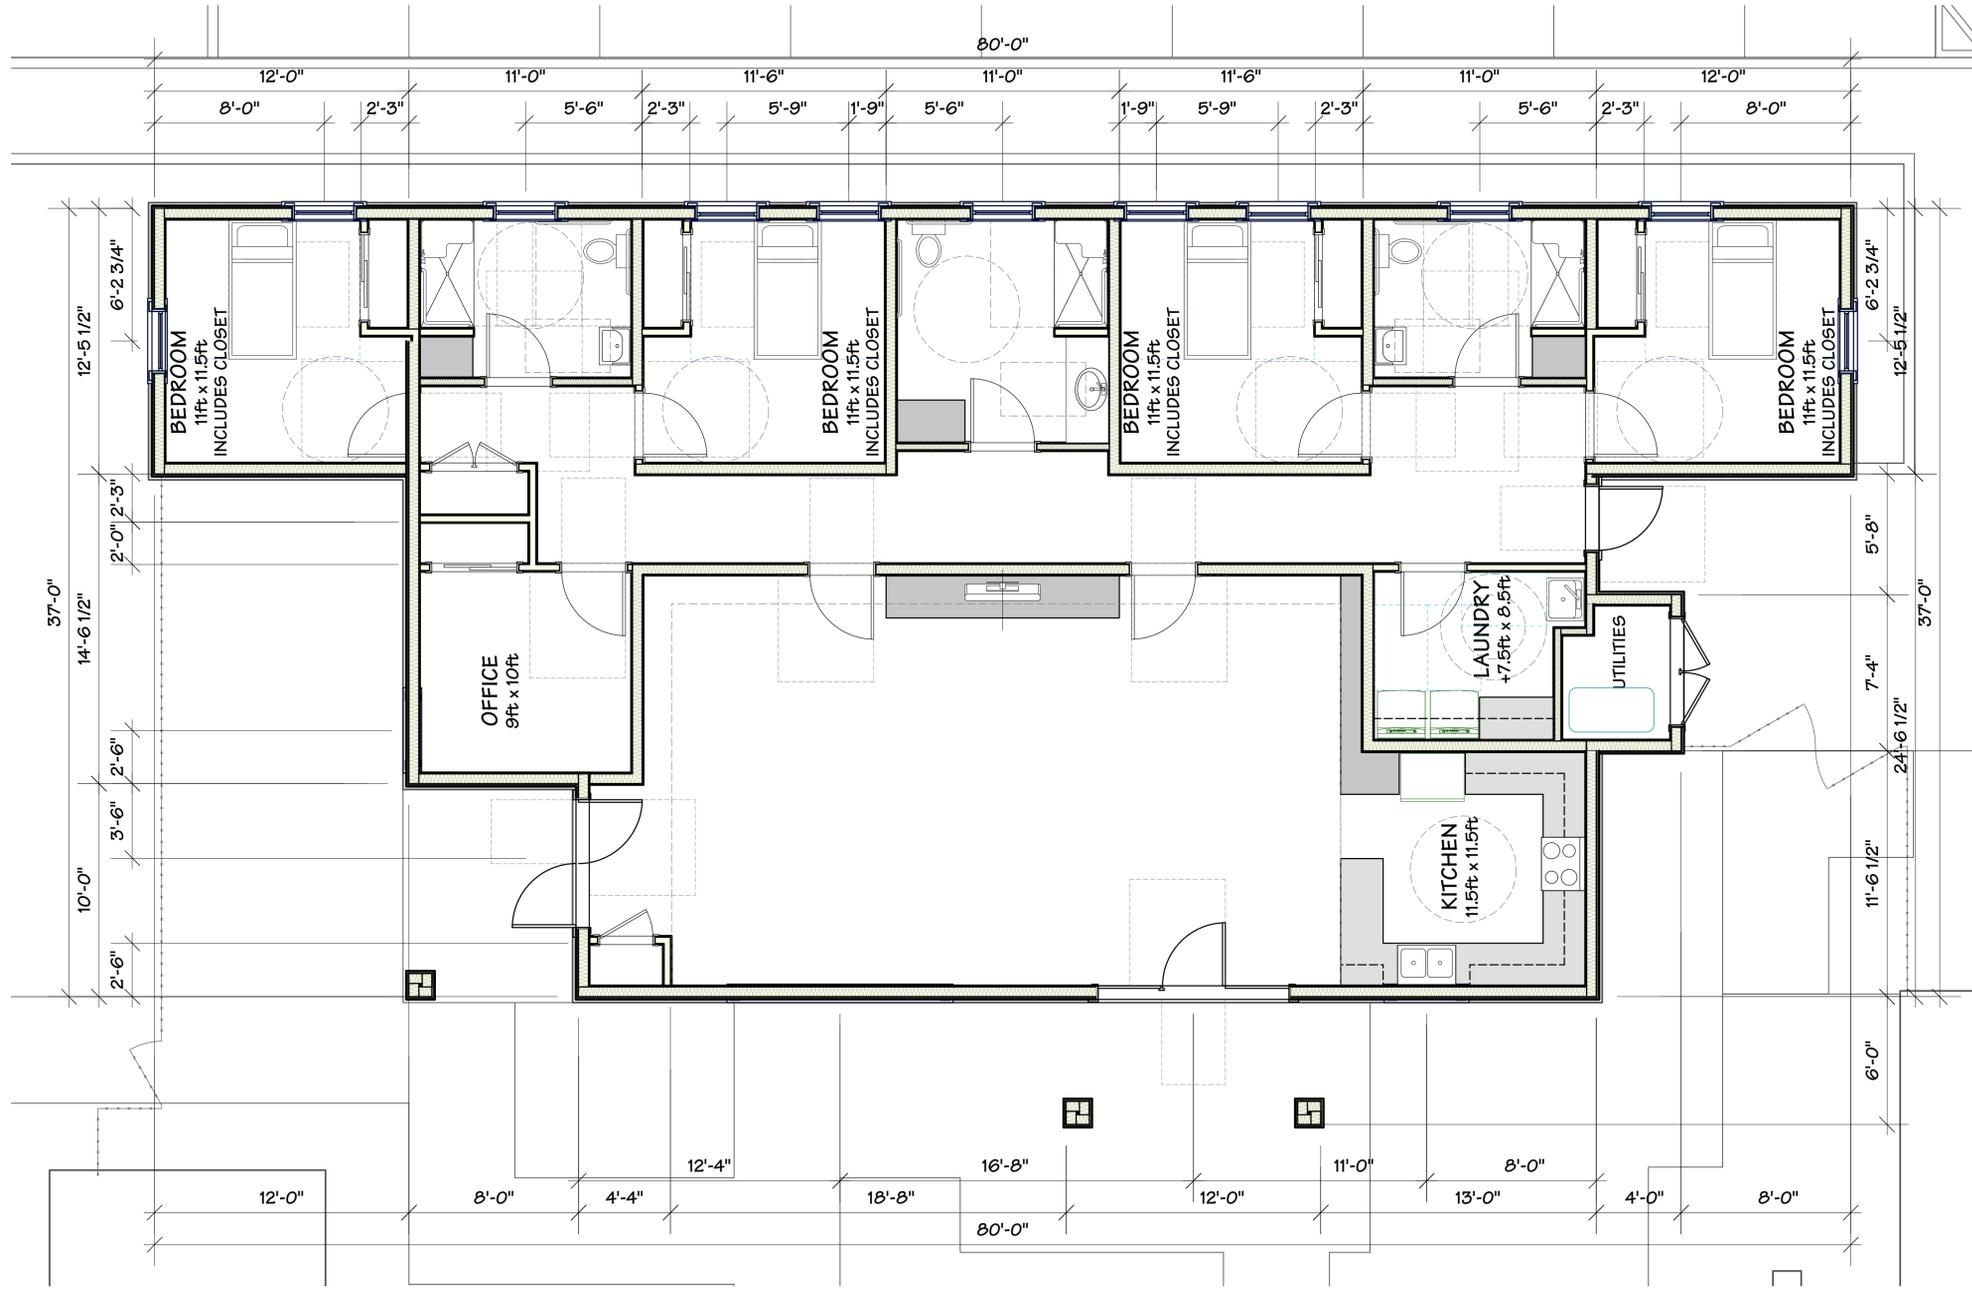 80'-0"
12'-0" 11'-0" 11'-6" 11'-0" 11'-6" 11'-0" 12'-0"
8'-0" 2'-3" 5'-6" 2'-3" 5'-9" 1'-9" 5'-6" 1'-9" 5'-9" 2'-3" 5'-6" 2'-3" 8'-0"
37'-0"
12'-5 1/2"
14'-6 1/2"
10'-0"
6'-2 3/4"
2'-3"
2'-0"
2'-6"
3'-6"
2'-6"
BEDROOM
11ft x 11.5ft
INCLUDES CLOSET
BEDROOM
11ft x 11.5ft
INCLUDES CLOSET
BEDROOM
11ft x 11.5ft
INCLUDES CLOSET
BEDROOM
11ft x 11.5ft
INCLUDES CLOSET
OFFICE
9ft x 10ft
LAUNDRY
+7.5ft x 8.5ft
UTILITIES
KITCHEN
11.5ft x 11.5ft
6'-2 3/4"
5'-8"
7'-4"
11'-6 1/2"
6'-0"
12'-5 1/2"
24'-6 1/2"
37'-0"
12'-4" 16'-8" 11'-0" 8'-0"
12'-0" 8'-0" 4'-4" 18'-8" 12'-0" 13'-0" 4'-0" 8'-0"
80'-0"